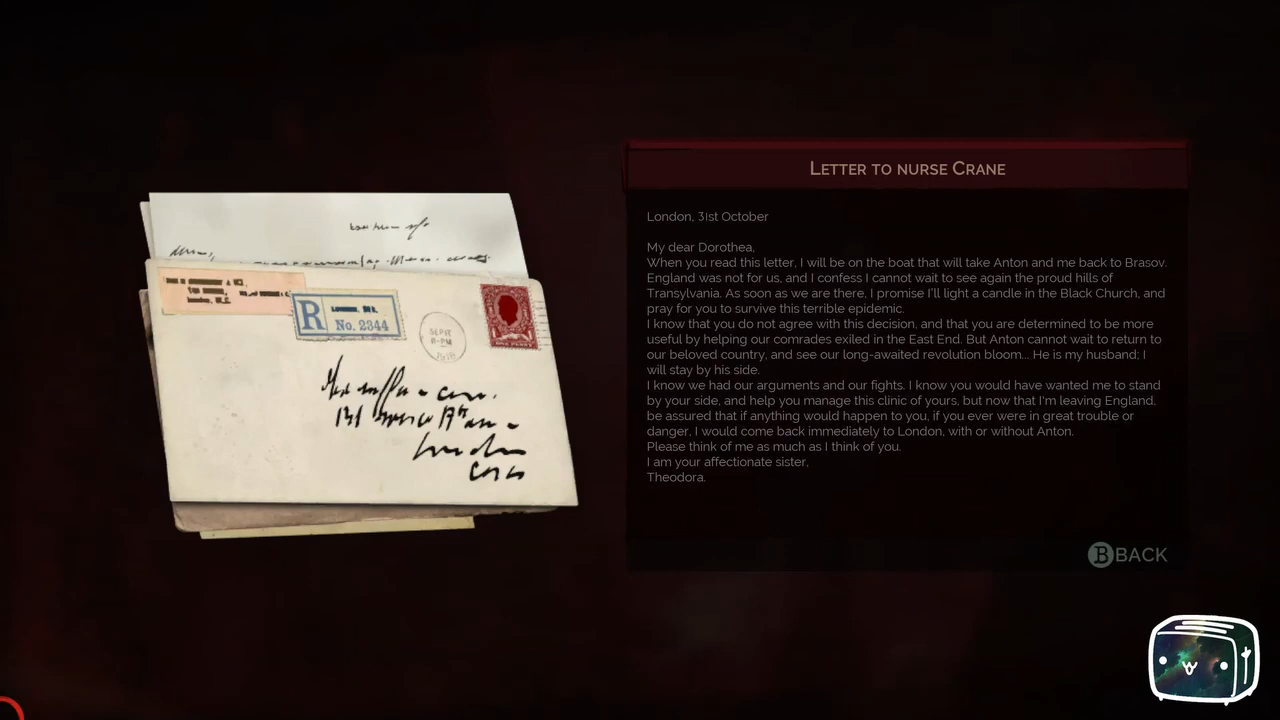 LETTER TO NURSE CRANE
London, 31st October
My dear Dorothea,
When you read this letter, I will be on the boat that will take Anton and me back to Brasov.
England was not for us, and I confess I cannot wait to see again the proud hills of
Transylvania. As soon as we are there, I promise I'll light a candle in the Black Church, and
pray for you to survive this terrible epidemic.
I know that you do not agree with this decision, and that you are determined to be more
useful by helping our comrades exiled in the East End. But Anton cannot wait to return to
our beloved country, and see our long-awaited revolution bloom... He is my husband; I
will stay by his side.
I know we had our arguments and our fights. I know you would have wanted me to stand
by your side, and help you manage this clinic of yours, but now that I'm leaving England,
be assured that if anything would happen to you, if you ever were in great trouble or
danger, I would come back immediately to London, with or without Anton.
Please think of me as much as I think of you.
I am your affectionate sister,
Theodora.
B BACK
R
No. 2344
ONE PENNY